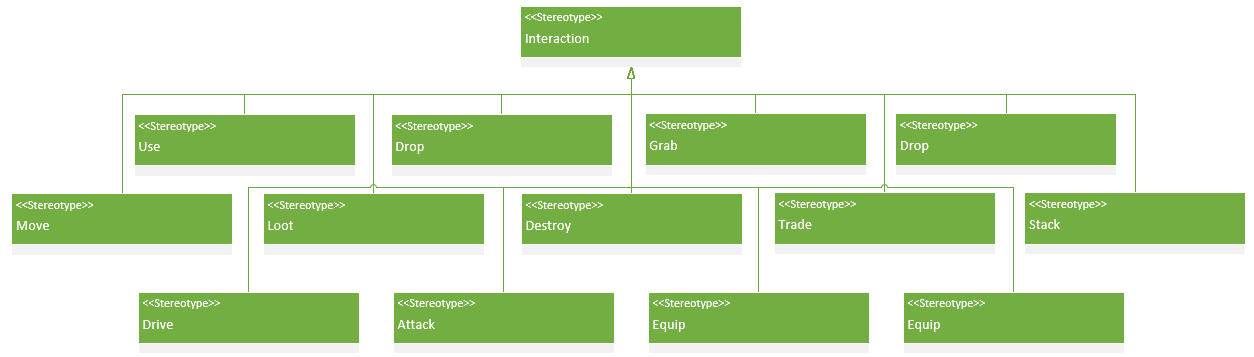 <<Stereotype>>
Interaction
<<Stereotype>>
Use
<<Stereotype>>
Drop
<<Stereotype>>
Grab
<<Stereotype>>
Drop
<<Stereotype>>
Move
<<Stereotype>>
Loot
<<Stereotype>>
Destroy
<<Stereotype>>
Trade
<<Stereotype>>
Stack
<<Stereotype>>
Drive
<<Stereotype>>
Attack
<<Stereotype>>
Equip
<<Stereotype>>
Equip